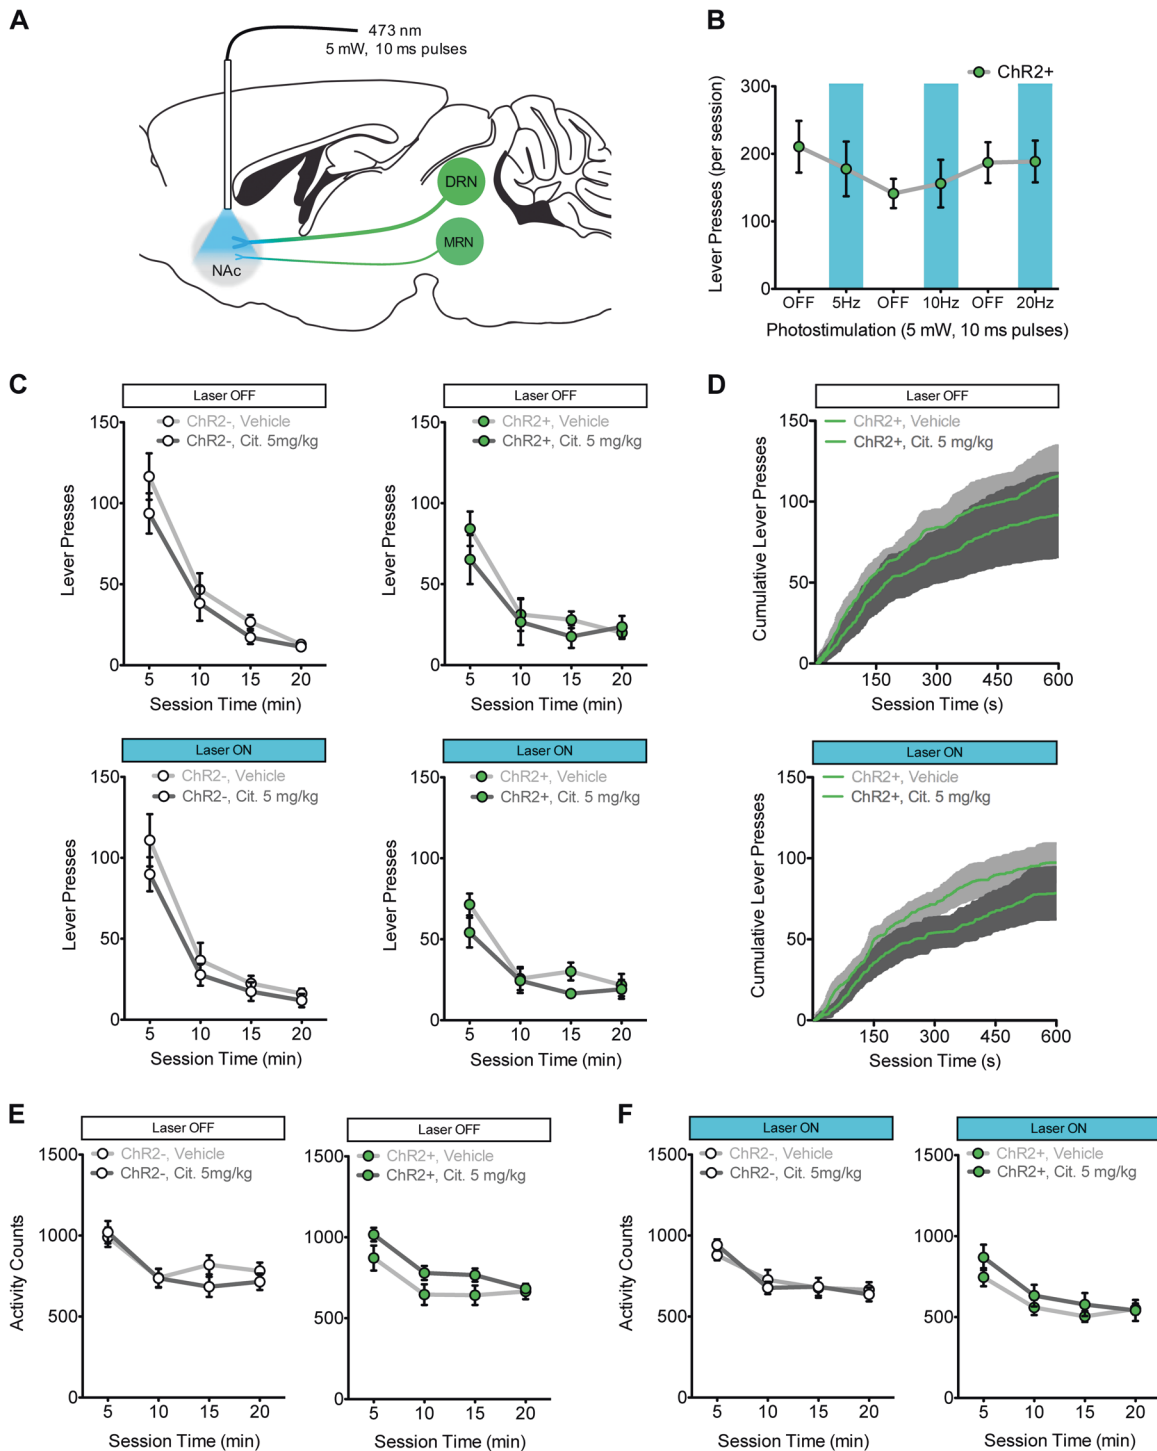 A
473 nm
5 mW, 10 ms pulses
DRN
MRN
NAc
B
ChR2+
Lever Presses (per session)
300
200
100
0
OFF 5Hz OFF 10Hz OFF 20Hz
Photostimulation (5 mW, 10 ms pulses)
C
Laser OFF
ChR2-, Vehicle
ChR2-, Cit. 5mg/kg
Lever Presses
150
100
50
0
5 10 15 20
Session Time (min)
Laser OFF
ChR2+, Vehicle
ChR2+, Cit. 5 mg/kg
Lever Presses
150
100
50
0
5 10 15 20
Session Time (min)
Laser ON
ChR2-, Vehicle
ChR2-, Cit. 5 mg/kg
Lever Presses
150
100
50
0
5 10 15 20
Session Time (min)
Laser ON
ChR2+, Vehicle
ChR2+, Cit. 5 mg/kg
Lever Presses
150
100
50
0
5 10 15 20
Session Time (min)
D
Laser OFF
ChR2+, Vehicle
ChR2+, Cit. 5 mg/kg
Cumulative Lever Presses
150
100
50
0
150 300 450 600
Session Time (s)
Laser ON
ChR2+, Vehicle
ChR2+, Cit. 5 mg/kg
Cumulative Lever Presses
150
100
50
0
150 300 450 600
Session Time (s)
E
Laser OFF
ChR2-, Vehicle
ChR2-, Cit. 5mg/kg
Activity Counts
1500
1000
500
0
5 10 15 20
Session Time (min)
Laser OFF
ChR2+, Vehicle
ChR2+, Cit. 5 mg/kg
1500
1000
500
0
5 10 15 20
Session Time (min)
F
Laser ON
ChR2-, Vehicle
ChR2-, Cit. 5mg/kg
Activity Counts
1500
1000
500
0
5 10 15 20
Session Time (min)
Laser ON
ChR2+, Vehicle
ChR2+, Cit. 5 mg/kg
1500
1000
500
0
5 10 15 20
Session Time (min)